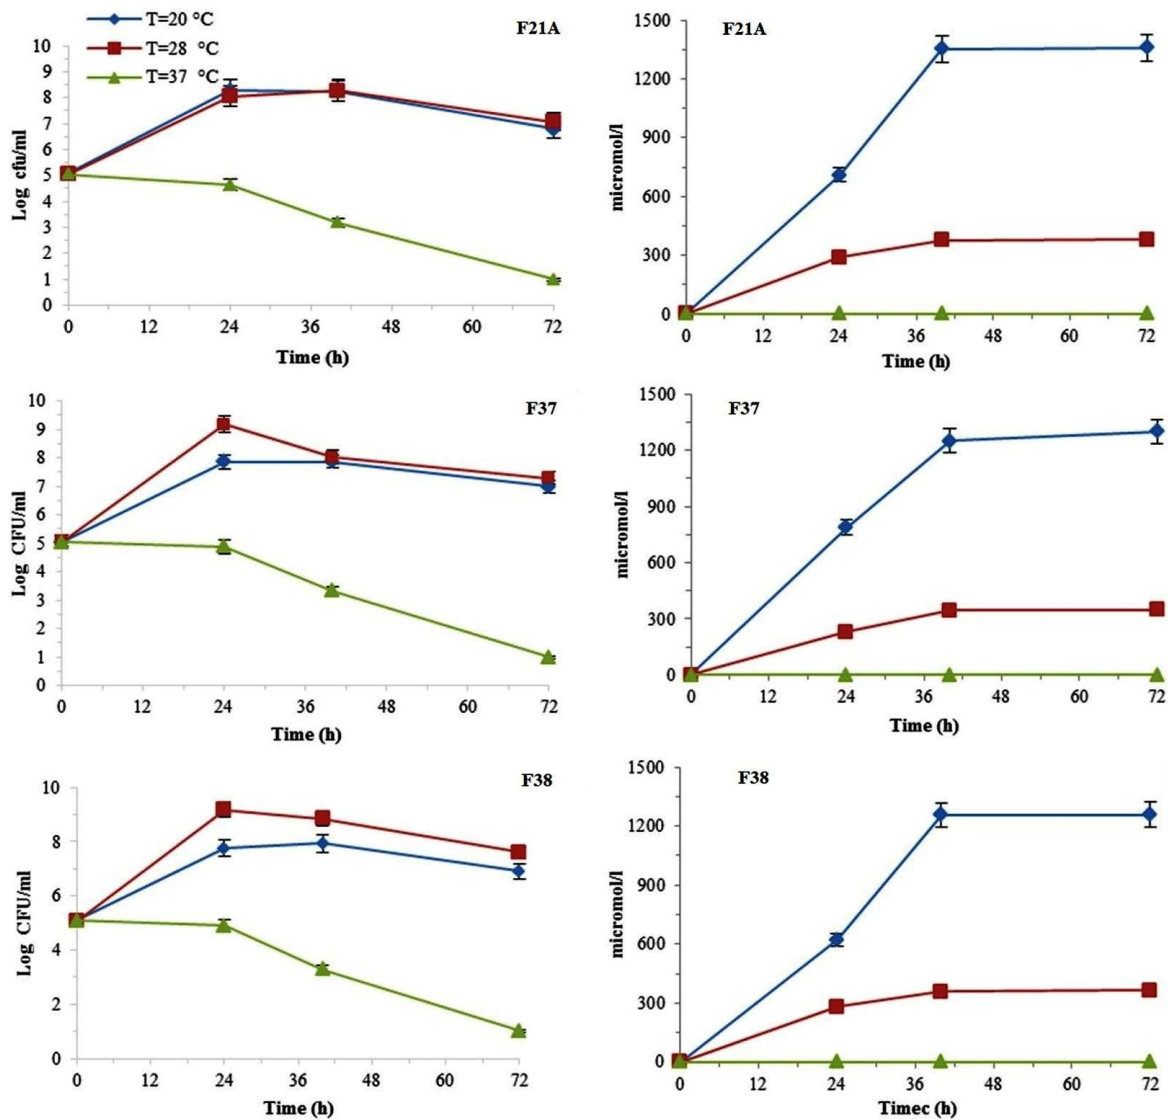 T=20 °C
T=28 °C
T=37 °C
F21A
10
9
8
7
6
5
4
3
2
1
0
Log cfu/ml
0 12 24 36 48 60 72
Time (h)
F21A
1500
1200
900
600
300
0
micromol/l
0 12 24 36 48 60 72
Time (h)
F37
10
9
8
7
6
5
4
3
2
1
0
Log CFU/ml
0 12 24 36 48 60 72
Time (h)
F37
1500
1200
900
600
300
0
micromol/l
0 12 24 36 48 60 72
Time (h)
F38
10
8
6
4
2
0
Log CFU/ml
0 12 24 36 48 60 72
Time (h)
F38
1500
1200
900
600
300
0
micromol/l
0 12 24 36 48 60 72
Timec (h)